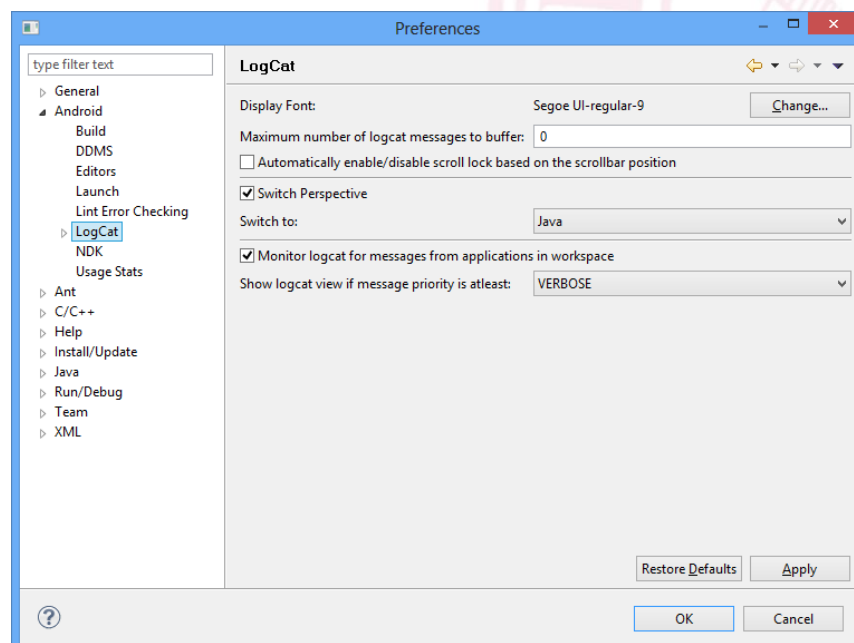 Preferences
type filter text
LogCat
General
Android
Build
DDMS
Editors
Launch
Lint Error Checking
LogCat
NDK
Usage Stats
Ant
C/C++
Help
Install/Update
Java
Run/Debug
Team
XML
Display Font: Segoe UI-regular-9 Change...
Maximum number of logcat messages to buffer: 0
Automatically enable/disable scroll lock based on the scrollbar position
Switch Perspective
Switch to: Java
Monitor logcat for messages from applications in workspace
Show logcat view if message priority is atleast: VERBOSE
Restore Defaults Apply
? OK Cancel